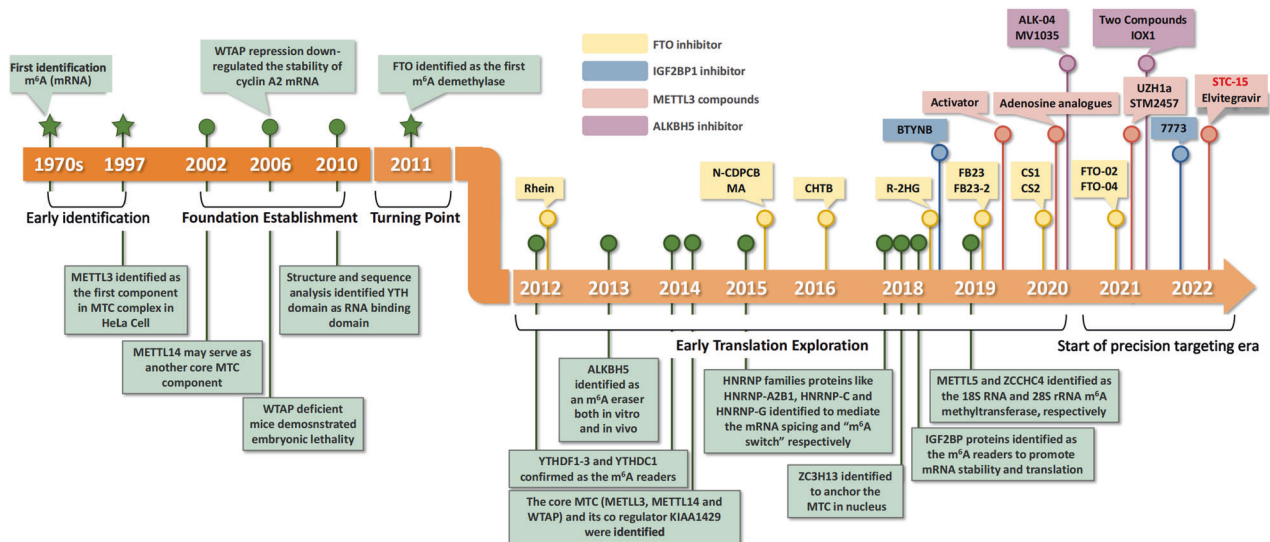 First identification
m⁶A (mRNA)
WTAP repression down-
regulated the stability of
cyclin A2 mRNA
FTO identified as the first
m⁶A demethylase
FTO inhibitor
IGF2BP1 inhibitor
METTL3 compounds
ALKBH5 inhibitor
ALK-04
MV1035
Two Compounds
IOX1
Activator
Adenosine analogues
UZH1a
STM2457
STC-15
Elvitegravir
BTYNB
7773
1970s
1997
2002
2006
2010
2011
Early identification
Foundation Establishment
Turning Point
Rhein
N-CDPCB
MA
CHTB
R-2HG
FB23
FB23-2
CS1
CS2
FTO-02
FTO-04
2012
2013
2014
2015
2016
2018
2019
2020
2021
2022
Early Translation Exploration
Start of precision targeting era
METTL3 identified as
the first component
in MTC complex in
HeLa Cell
Structure and sequence
analysis identified YTH
domain as RNA binding
domain
METTL14 may serve as
another core MTC
component
WTAP deficient
mice demosnstrated
embryonic lethality
ALKBH5
identified as
an m⁶A eraser
both in vitro
and in vivo
HNRNP families proteins like
HNRNP-A2B1, HNRNP-C and
HNRNP-G identified to mediate
the mRNA spicing and “m⁶A
switch” respectively
METTL5 and ZCCHC4 identified as
the 18S RNA and 28S rRNA m⁶A
methyltransferase, respectively
YTHDF1-3 and YTHDC1
confirmed as the m⁶A readers
The core MTC (METLL3, METTL14 and
WTAP) and its co regulator KIAA1429
were identified
ZC3H13 identified
to anchor the
MTC in nucleus
IGF2BP proteins identified as
the m⁶A readers to promote
mRNA stability and translation